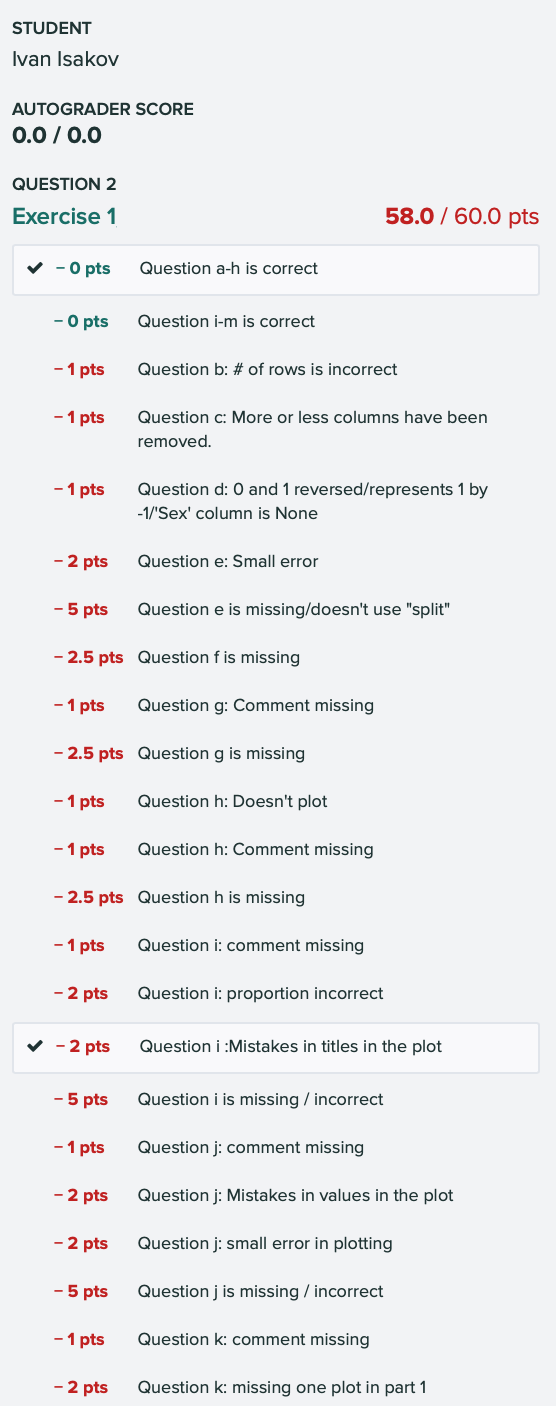 STUDENT
Ivan Isakov
AUTOGRADER SCORE
0.0 / 0.0
QUESTION 2
Exercise 1 58.0 / 60.0 pts
✔ – 0 pts Question a-h is correct
– 0 pts Question i-m is correct
– 1 pts Question b: # of rows is incorrect
– 1 pts Question c: More or less columns have been
removed.
– 1 pts Question d: 0 and 1 reversed/represents 1 by
-1/'Sex' column is None
– 2 pts Question e: Small error
– 5 pts Question e is missing/doesn't use "split"
– 2.5 pts Question f is missing
– 1 pts Question g: Comment missing
– 2.5 pts Question g is missing
– 1 pts Question h: Doesn't plot
– 1 pts Question h: Comment missing
– 2.5 pts Question h is missing
– 1 pts Question i: comment missing
– 2 pts Question i: proportion incorrect
✔ – 2 pts Question i :Mistakes in titles in the plot
– 5 pts Question i is missing / incorrect
– 1 pts Question j: comment missing
– 2 pts Question j: Mistakes in values in the plot
– 2 pts Question j: small error in plotting
– 5 pts Question j is missing / incorrect
– 1 pts Question k: comment missing
– 2 pts Question k: missing one plot in part 1